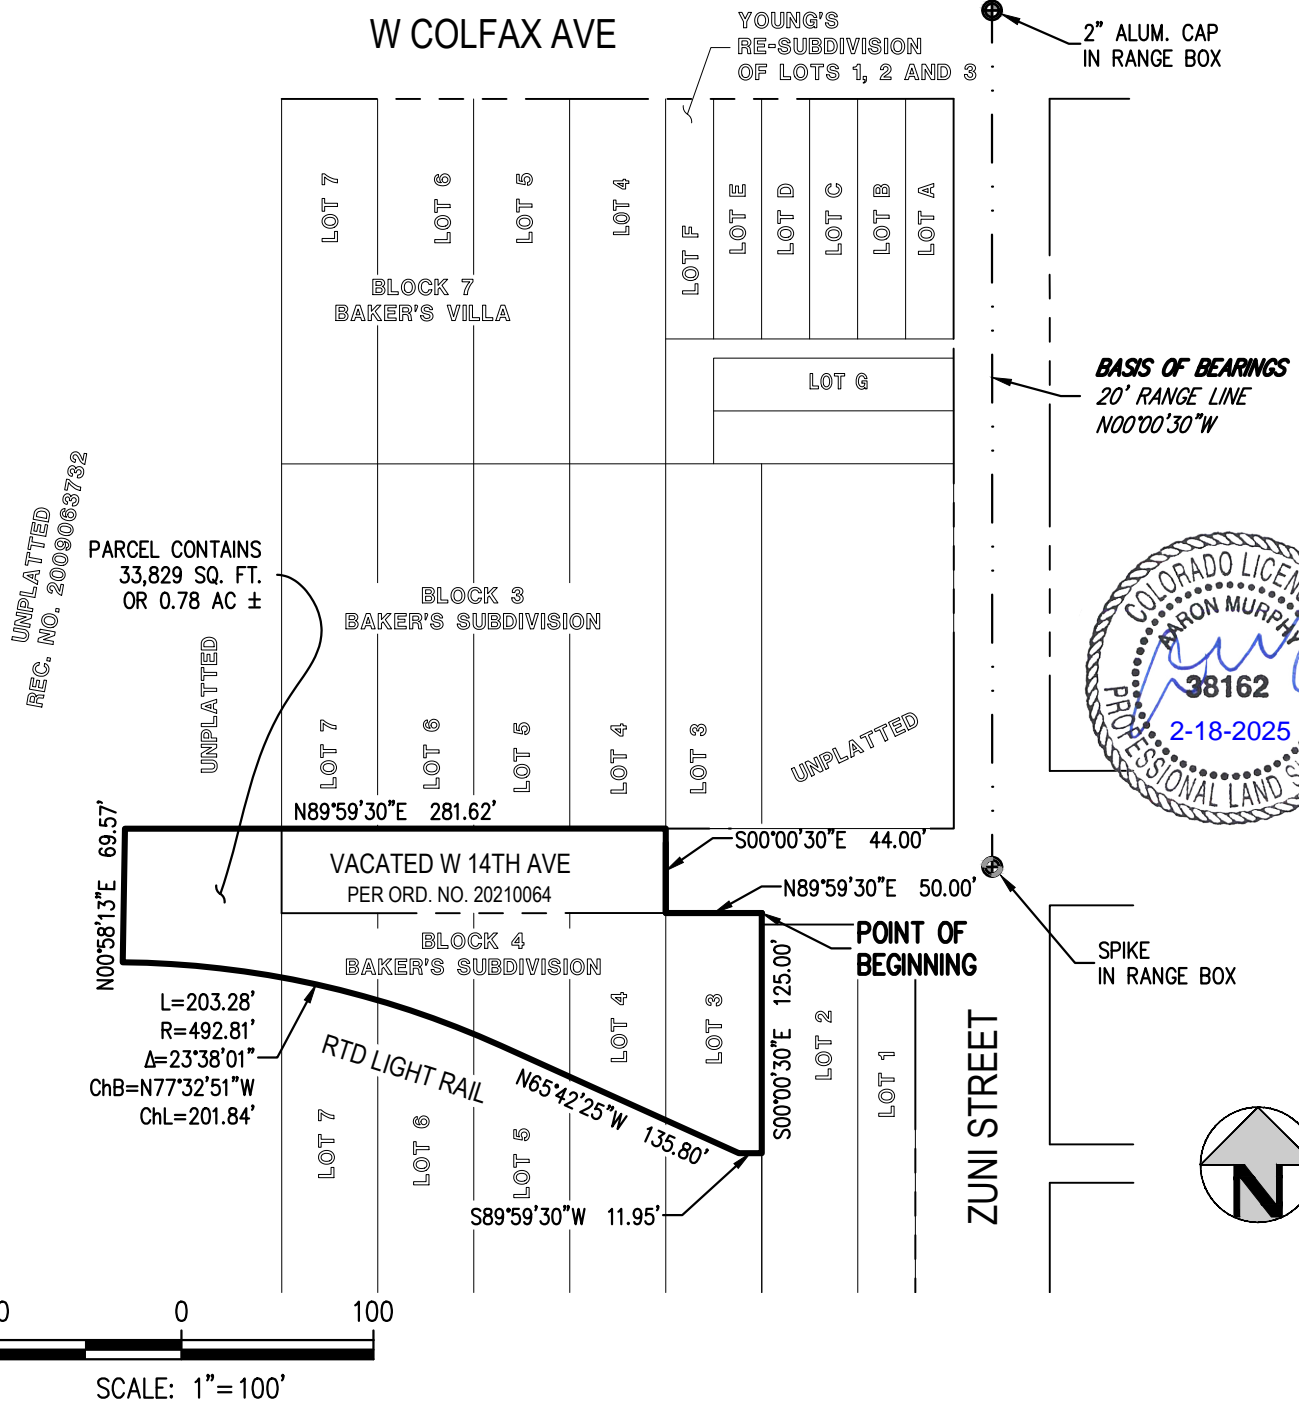 W COLFAX AVE
YOUNG'S
RE-SUBDIVISION
OF LOTS 1, 2 AND 3
2" ALUM. CAP
IN RANGE BOX
LOT 7
LOT 6
LOT 5
LOT 4
LOT F
LOT E
LOT D
LOT C
LOT B
LOT A
BLOCK 7
BAKER'S VILLA
LOT G
BASIS OF BEARINGS
20' RANGE LINE
N00°00'30"W
UNPLATTED
REC. NO. 2009063732
PARCEL CONTAINS
33,829 SQ. FT.
OR 0.78 AC ±
BLOCK 3
BAKER'S SUBDIVISION
UNPLATTED
LOT 7
LOT 6
LOT 5
LOT 4
LOT 3
UNPLATTED
COLORADO LICEN
AARON MURPHY
38162
2-18-2025
PROFESSIONAL LAND S
N89°59'30"E 281.62'
N00°58'13"E 69.57'
VACATED W 14TH AVE
PER ORD. NO. 20210064
S00°00'30"E 44.00'
N89°59'30"E 50.00'
POINT OF
BEGINNING
SPIKE
IN RANGE BOX
BLOCK 4
BAKER'S SUBDIVISION
S00°00'30"E 125.00'
L=203.28'
R=492.81'
Δ=23°38'01"
ChB=N77°32'51"W
ChL=201.84'
RTD LIGHT RAIL
N65°42'25"W 135.80'
LOT 7
LOT 6
LOT 5
LOT 4
LOT 3
LOT 2
LOT 1
S89°59'30"W 11.95'
ZUNI STREET
N
0
0
100
SCALE: 1"=100'